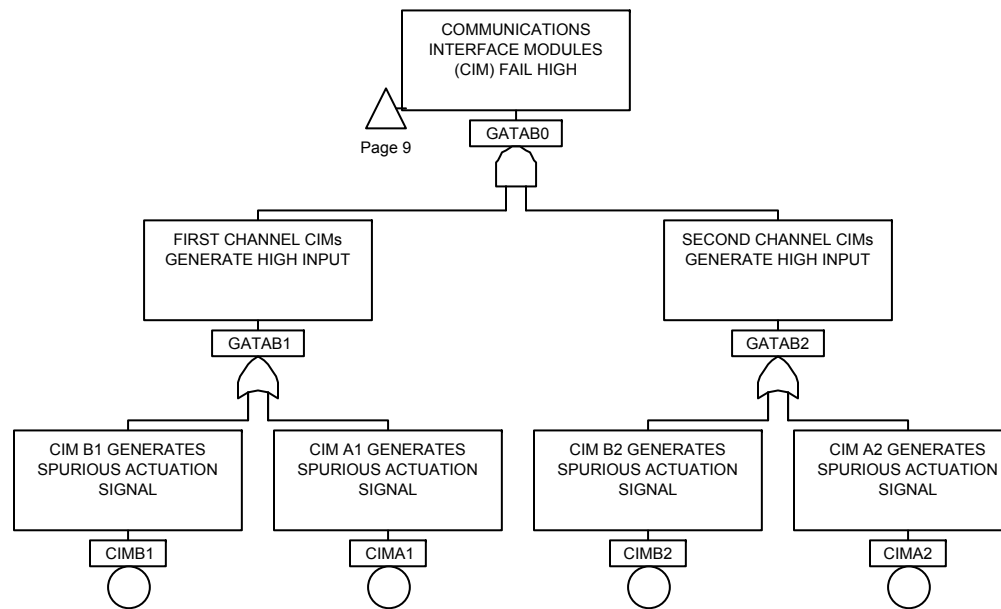 COMMUNICATIONS
INTERFACE MODULES
(CIM) FAIL HIGH
Page 9
GATAB0
FIRST CHANNEL CIMs
GENERATE HIGH INPUT
SECOND CHANNEL CIMs
GENERATE HIGH INPUT
GATAB1
GATAB2
CIM B1 GENERATES
SPURIOUS ACTUATION
SIGNAL
CIM A1 GENERATES
SPURIOUS ACTUATION
SIGNAL
CIM B2 GENERATES
SPURIOUS ACTUATION
SIGNAL
CIM A2 GENERATES
SPURIOUS ACTUATION
SIGNAL
CIMB1
CIMA1
CIMB2
CIMA2